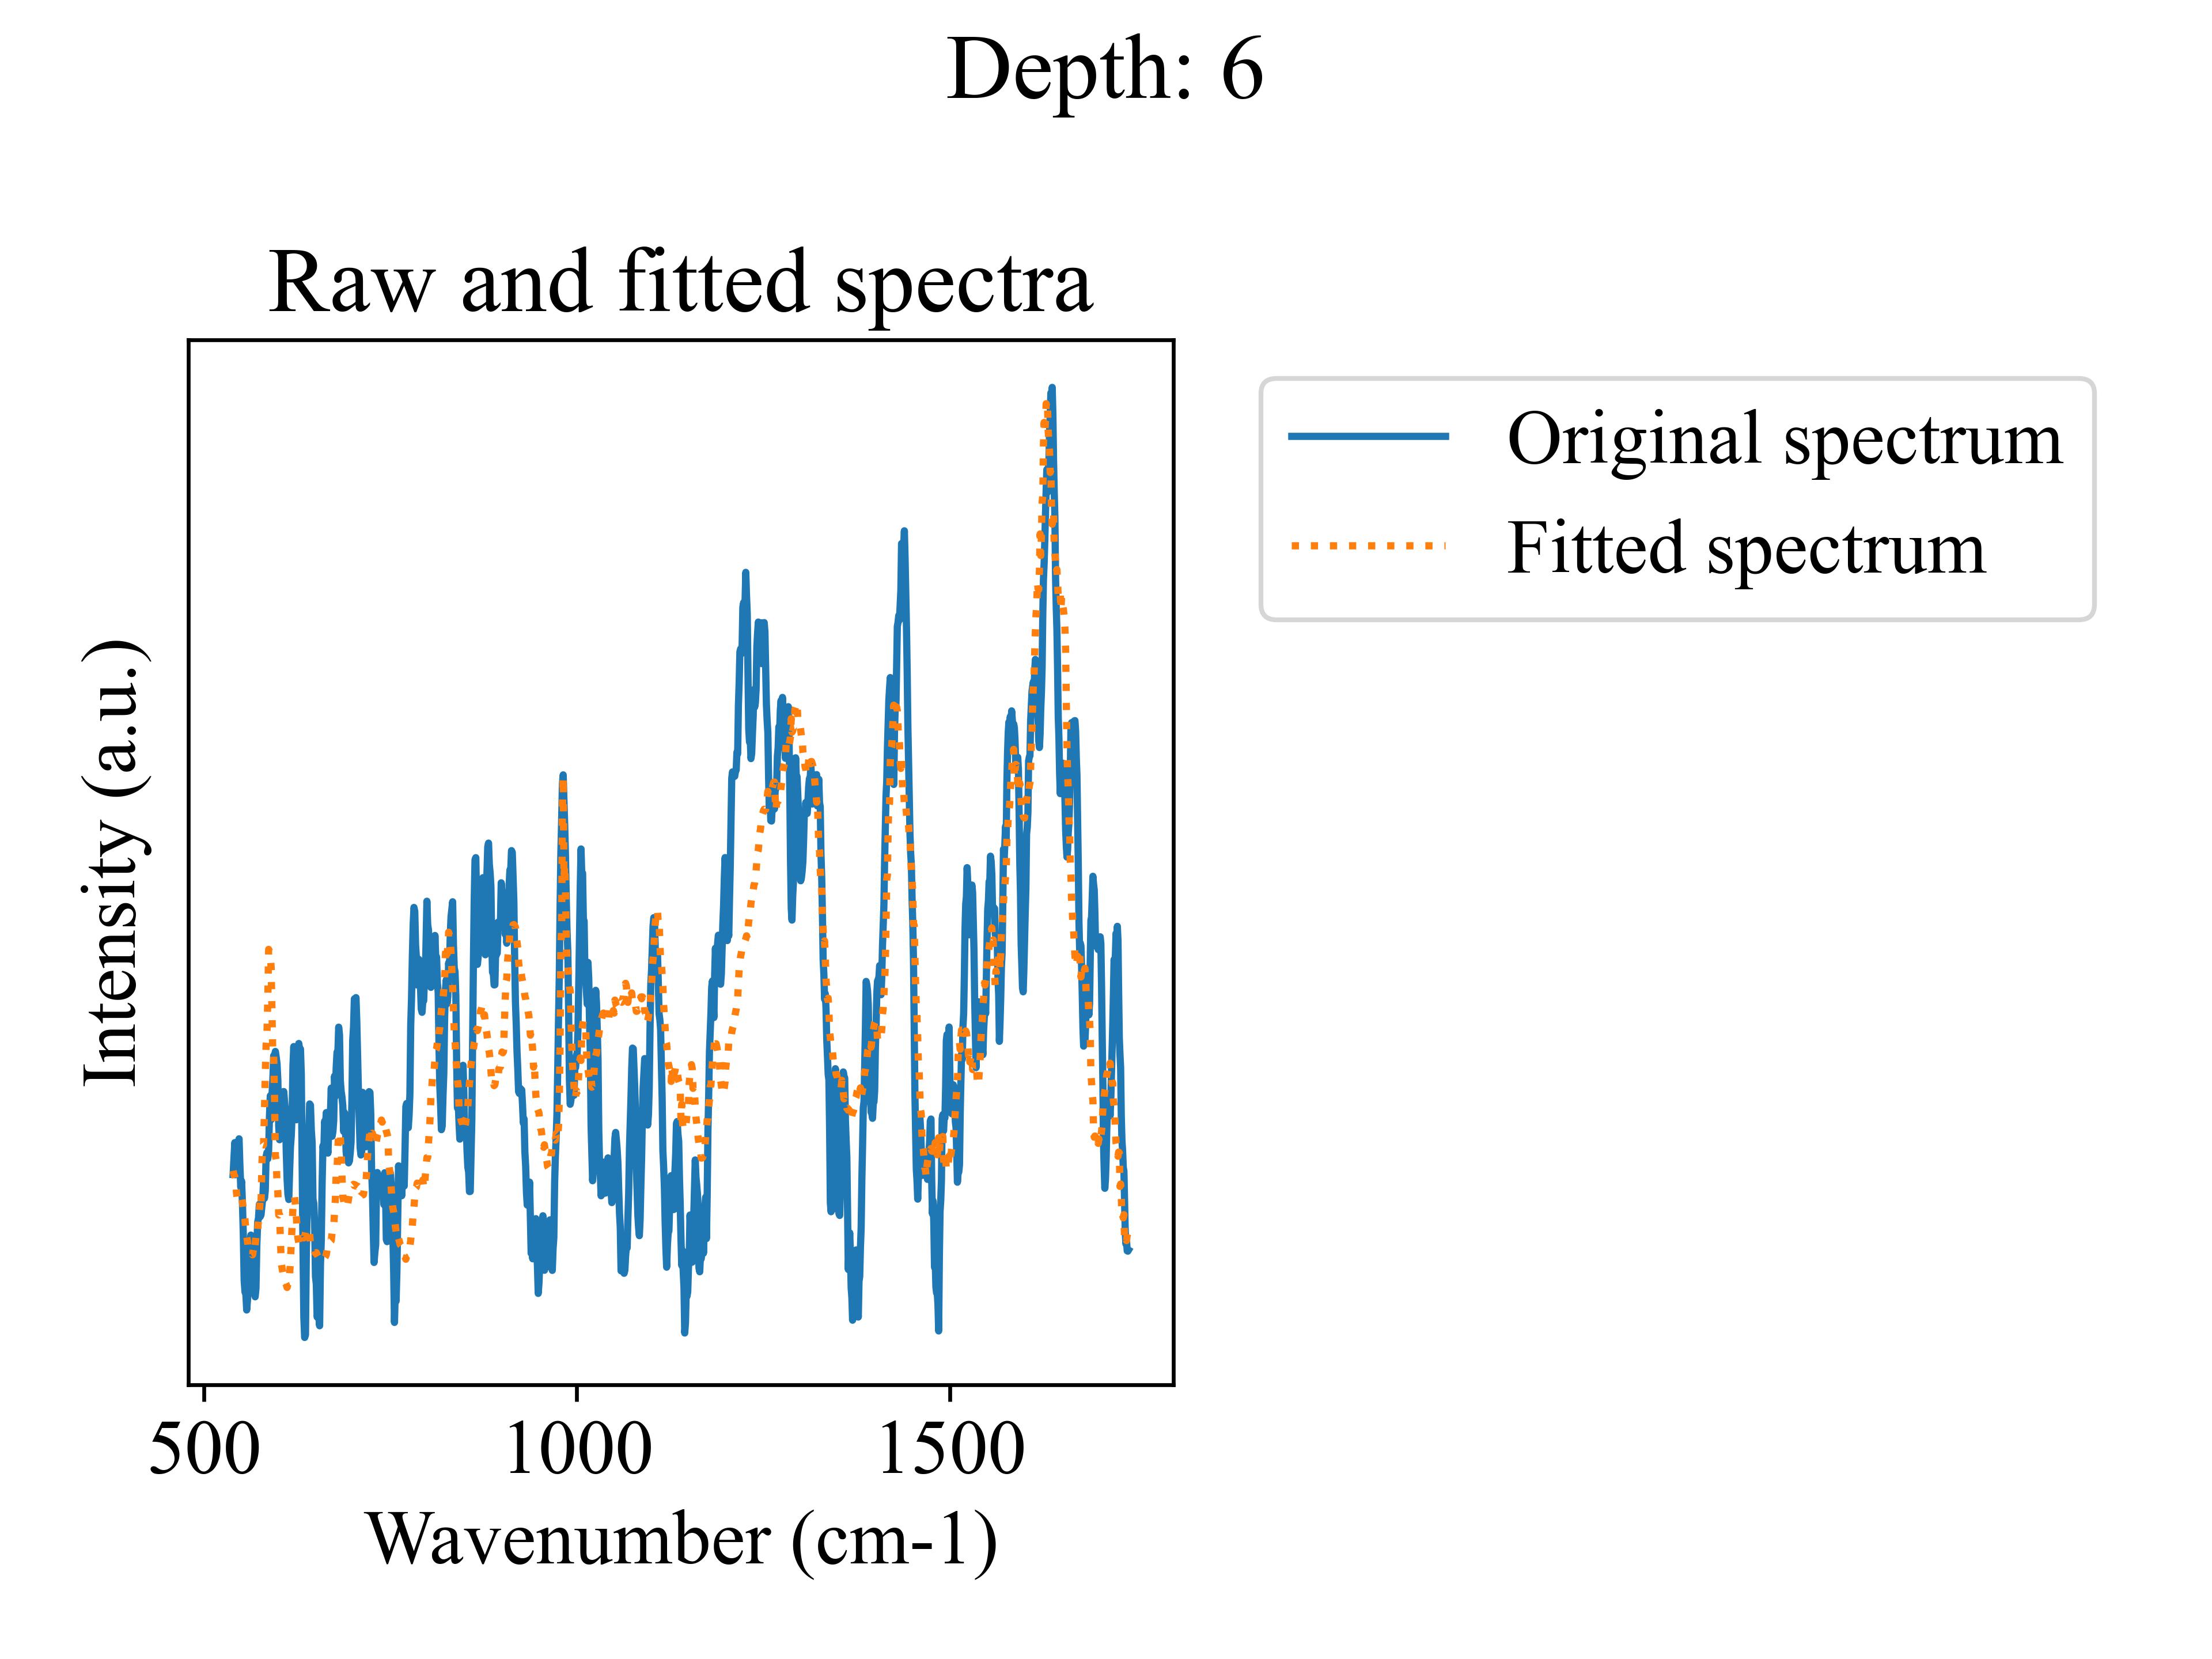 Depth: 6
Raw and fitted spectra
Original spectrum
Fitted spectrum
Intensity (a.u.)
500 1000 1500
Wavenumber (cm-1)